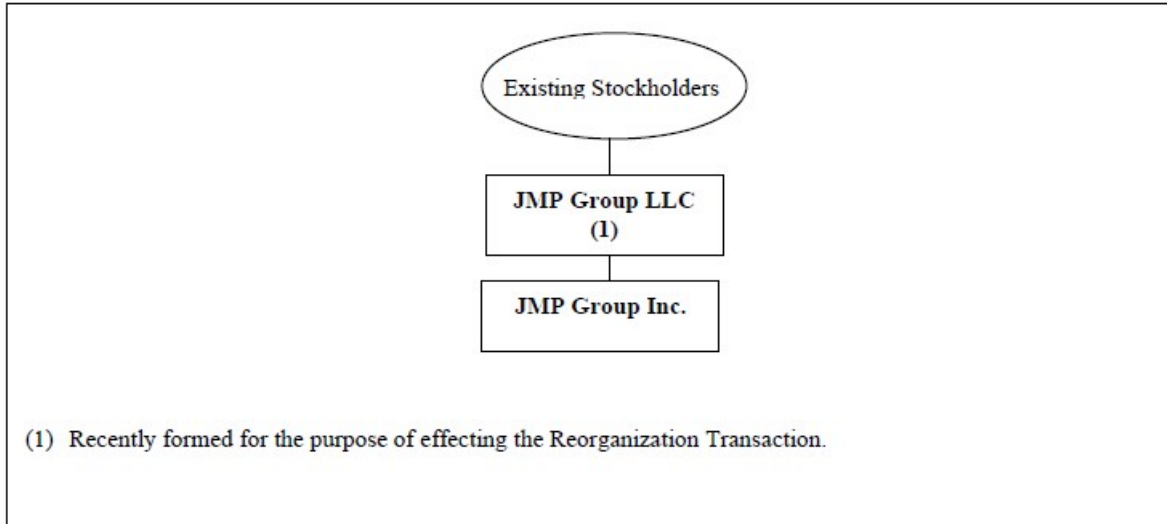 Existing Stockholders
JMP Group LLC
(1)
JMP Group Inc.
(1) Recently formed for the purpose of effecting the Reorganization Transaction.